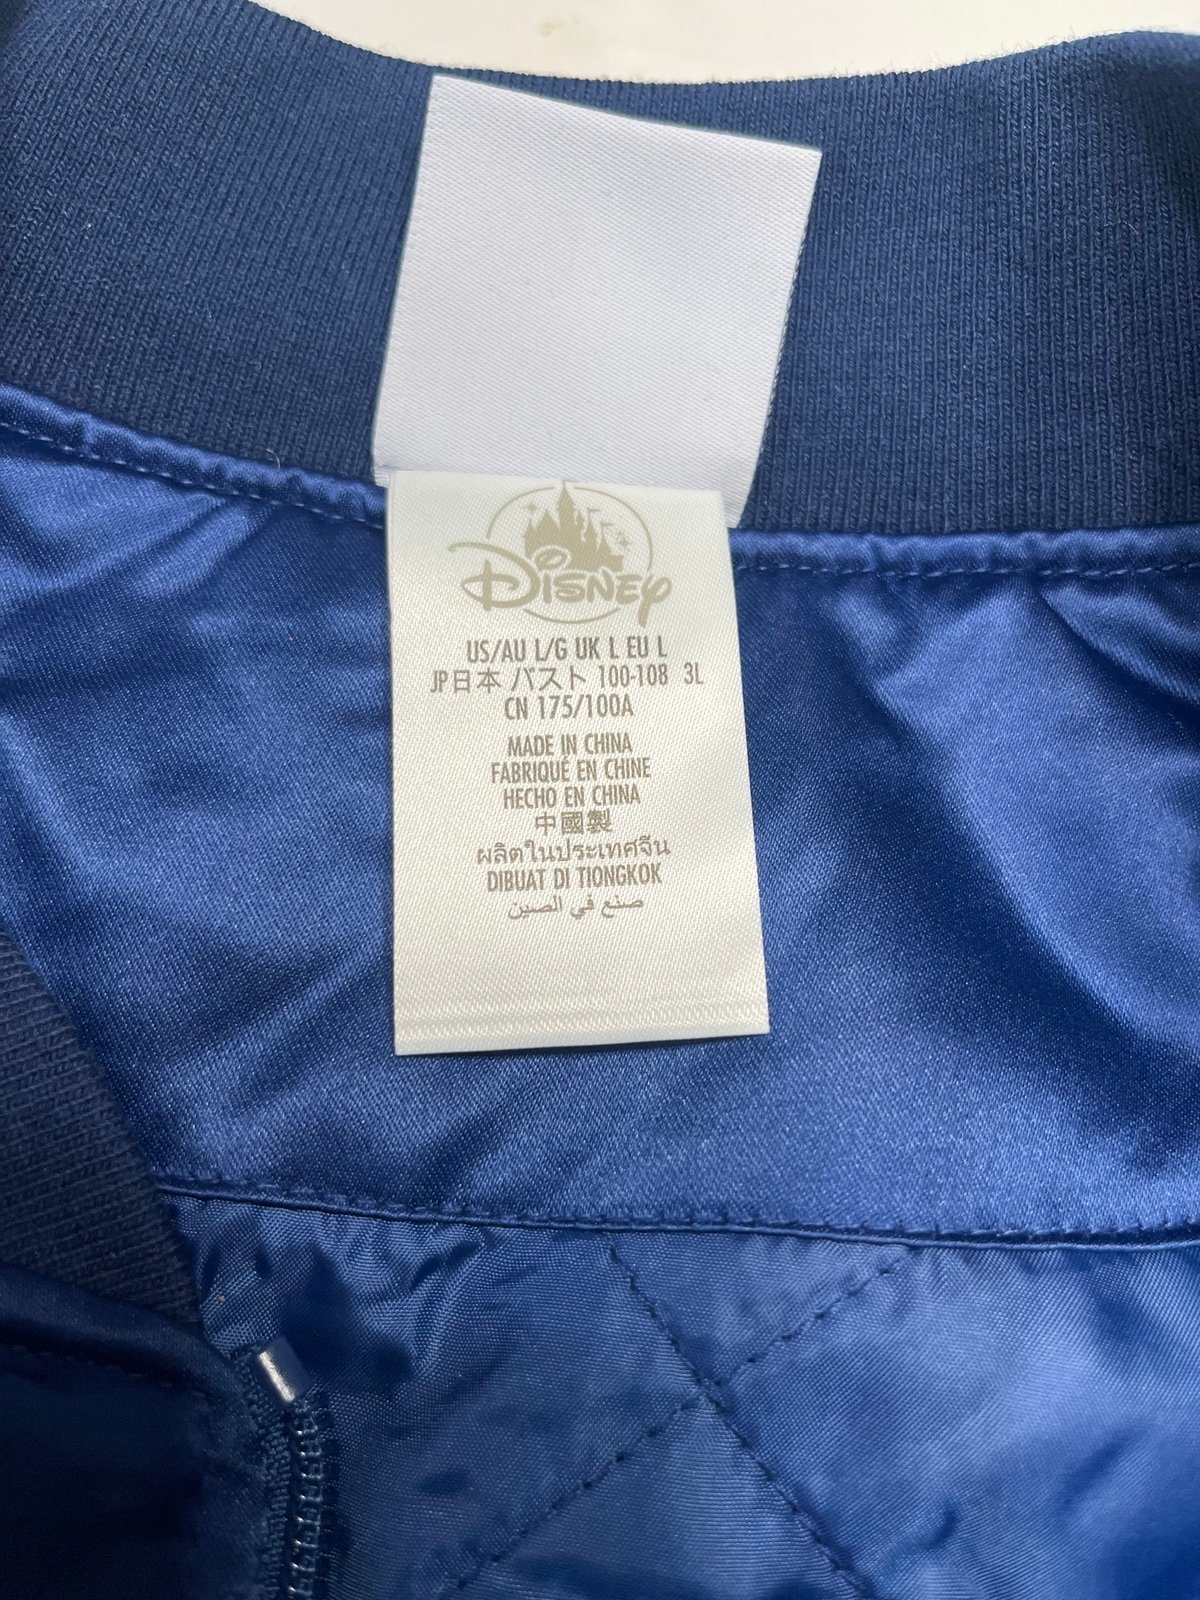 Disney
US/AU L/G UK L EU L
JP日本 バスト 100-108 3L
CN 175/100A
MADE IN CHINA
FABRIQUÉ EN CHINE
HECHO EN CHINA
中國製
ผลิตในประเทศจีน
DIBUAT DI TIONGKOK
صنع في الصين